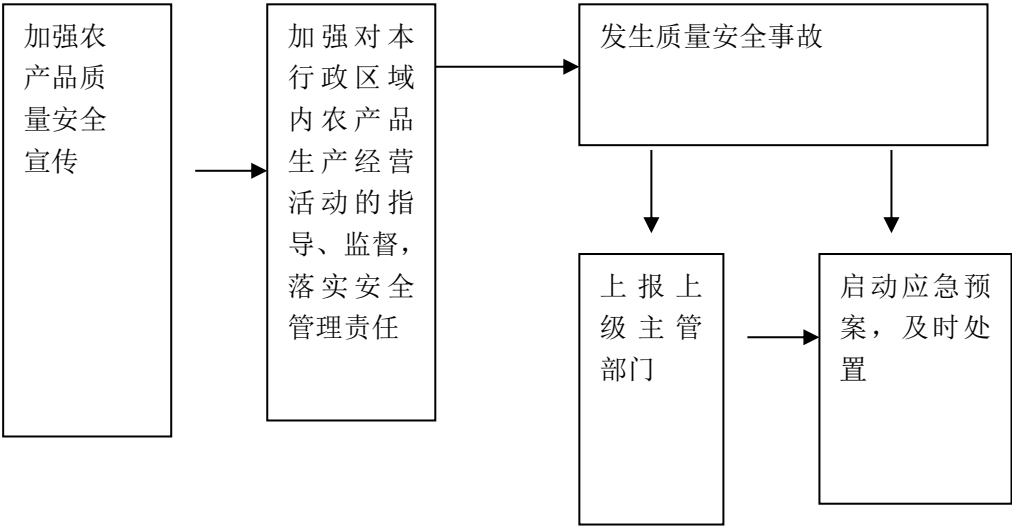 加强农
产品质
量安全
宣传
加强对本
行政区域
内农产品
生产经营
活动的指
导、监督，
落实安全
管理责任
发生质量安全事故
上报上
级主管
部门
启动应急预
案，及时处
置